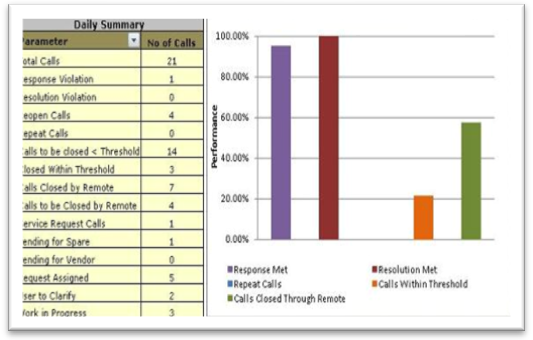 Daily Summary
arameter No of Calls
otal Calls 21
esponse Violation 1
esolution Violation 0
eopen Calls 4
epeat Calls 0
alls to be closed < Threshold 14
losed Within Threshold 3
alls Closed by Remote 7
alls to be Closed by Remote 4
ervice Request Calls 1
ending for Spare 1
ending for Vendor 0
equest Assigned 5
ser to Clarify 2
ork in Progress 3
100.00%
80.00%
60.00%
40.00%
20.00%
0.00%
Performance
Response Met Resolution Met
Repeat Calls Calls Within Threshold
Calls Closed Through Remote